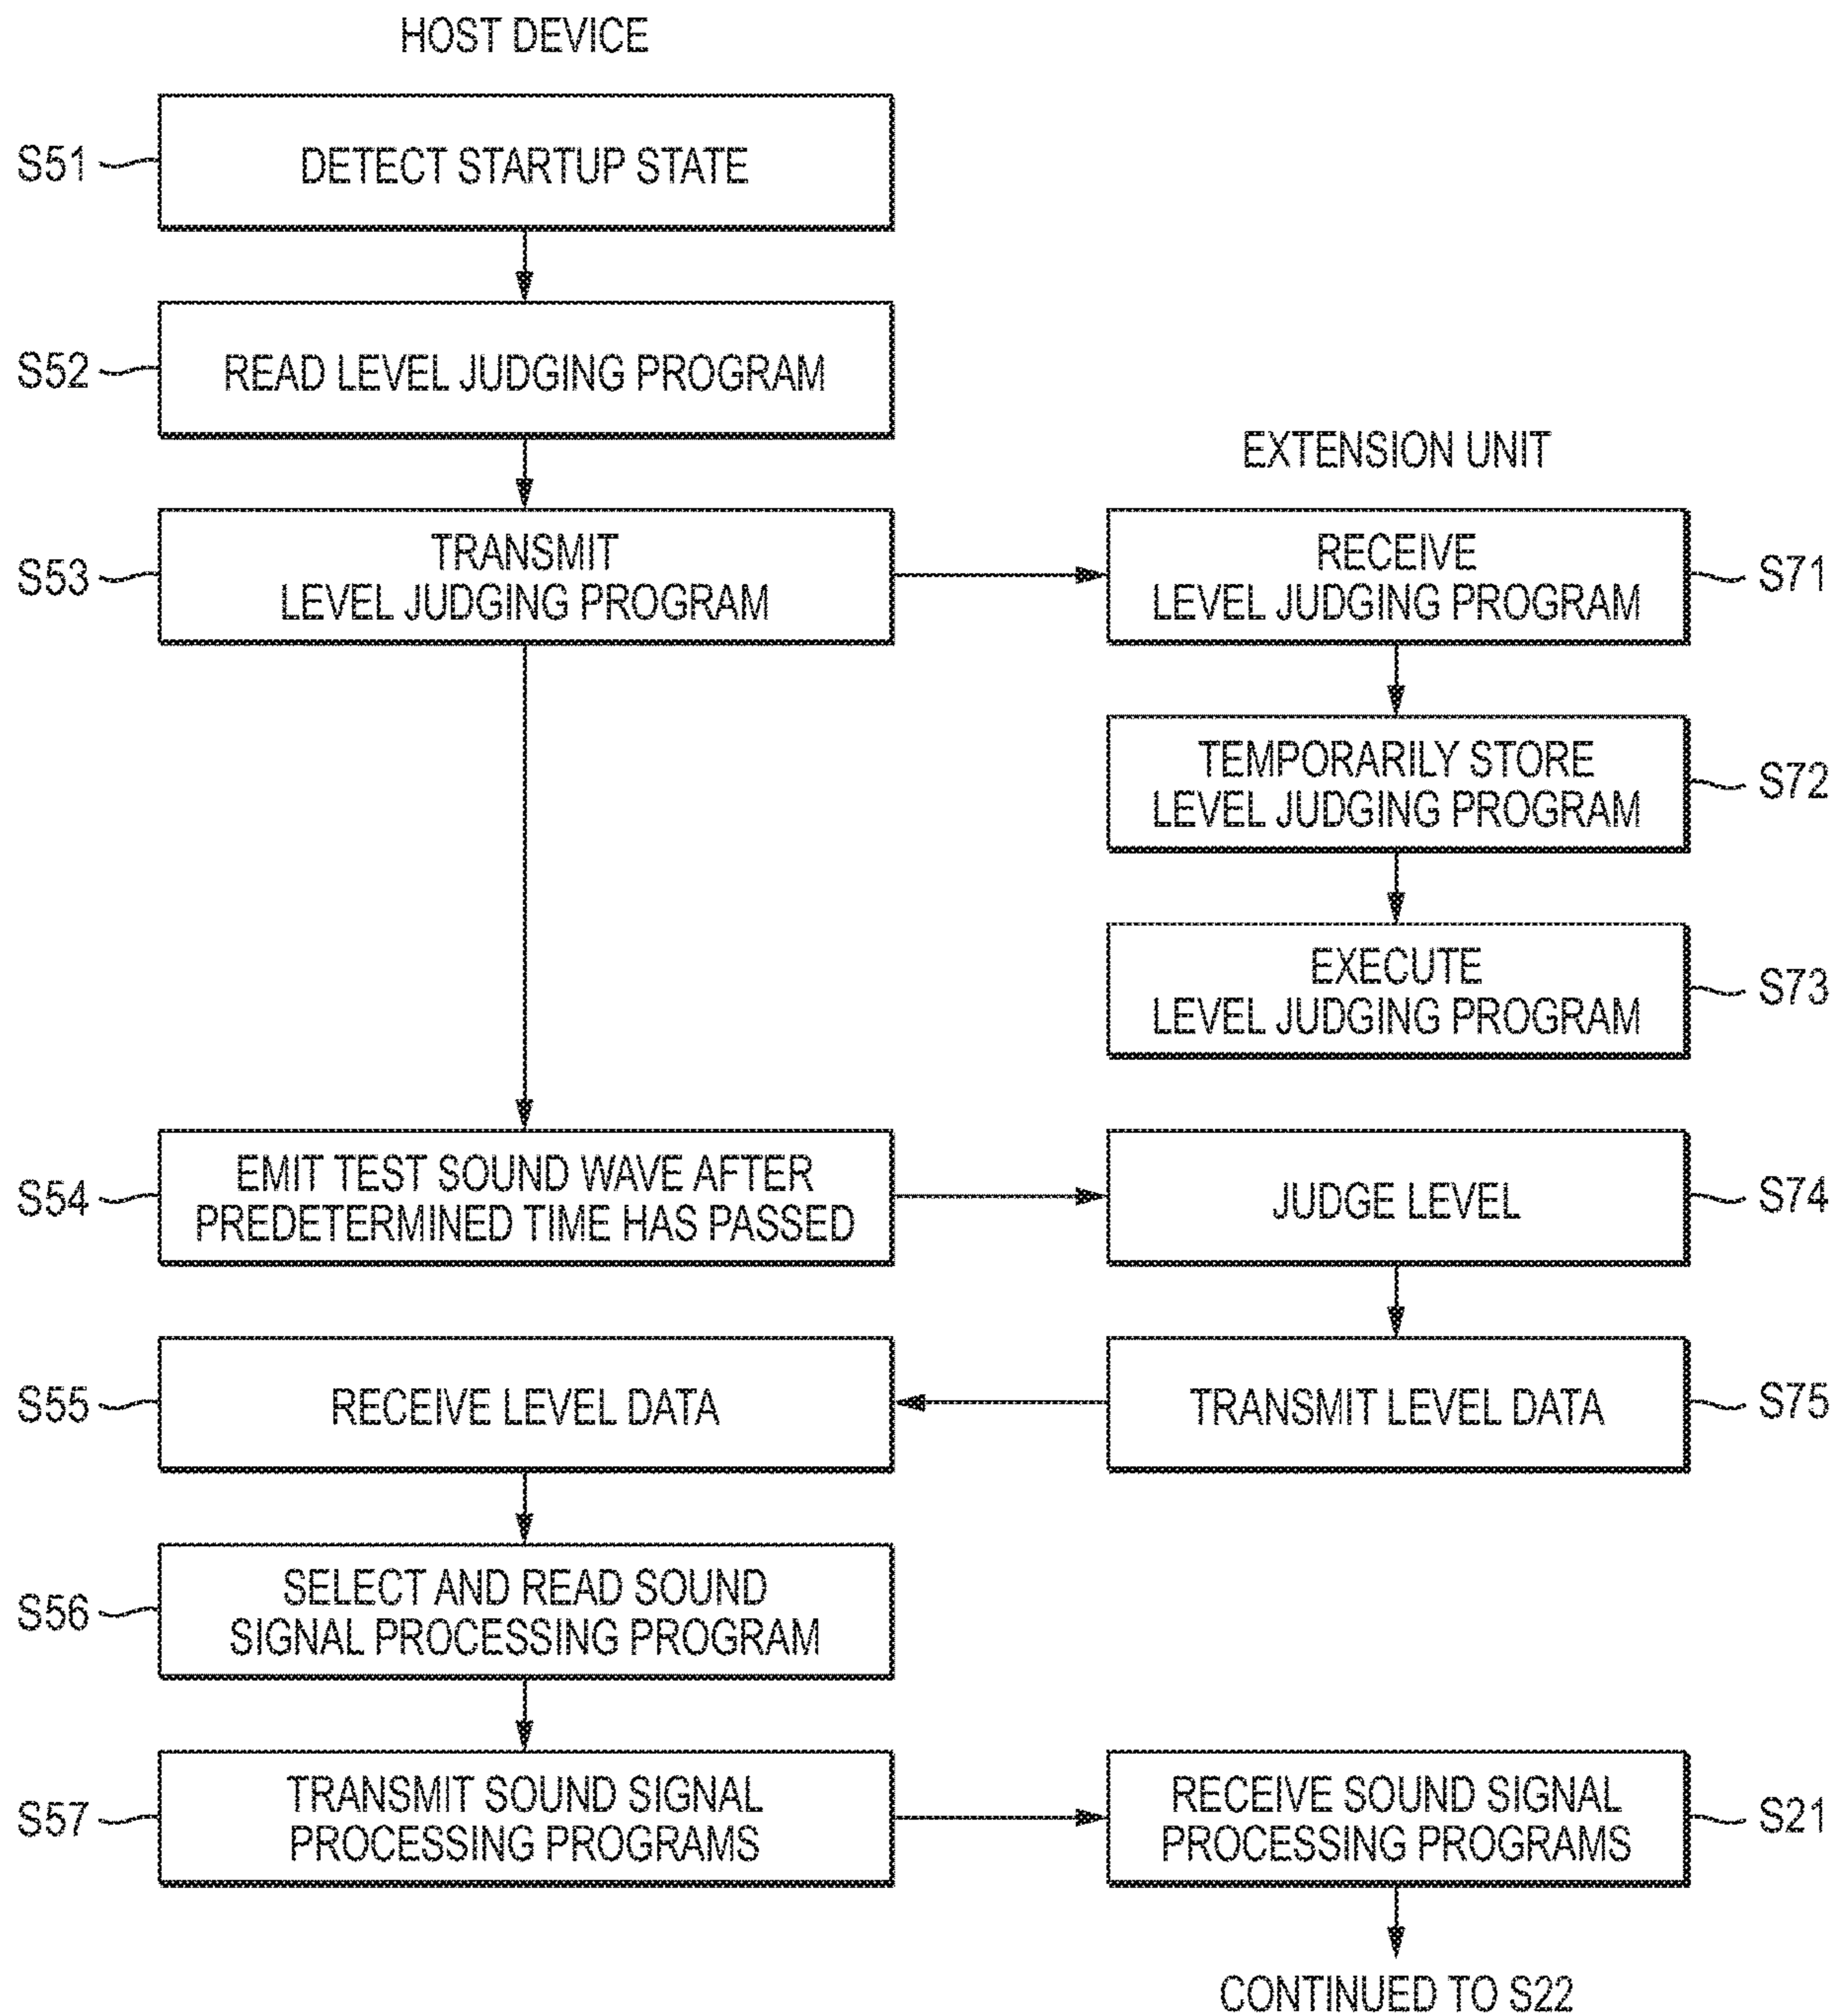 HOST DEVICE
S51
DETECT STARTUP STATE
S52
READ LEVEL JUDGING PROGRAM
EXTENSION UNIT
S53
TRANSMIT
LEVEL JUDGING PROGRAM
RECEIVE
LEVEL JUDGING PROGRAM
S71
TEMPORARILY STORE
LEVEL JUDGING PROGRAM
S72
EXECUTE
LEVEL JUDGING PROGRAM
S73
S54
EMIT TEST SOUND WAVE AFTER
PREDETERMINED TIME HAS PASSED
JUDGE LEVEL
S74
S55
RECEIVE LEVEL DATA
TRANSMIT LEVEL DATA
S75
S56
SELECT AND READ SOUND
SIGNAL PROCESSING PROGRAM
S57
TRANSMIT SOUND SIGNAL
PROCESSING PROGRAMS
RECEIVE SOUND SIGNAL
PROCESSING PROGRAMS
S21
CONTINUED TO S22